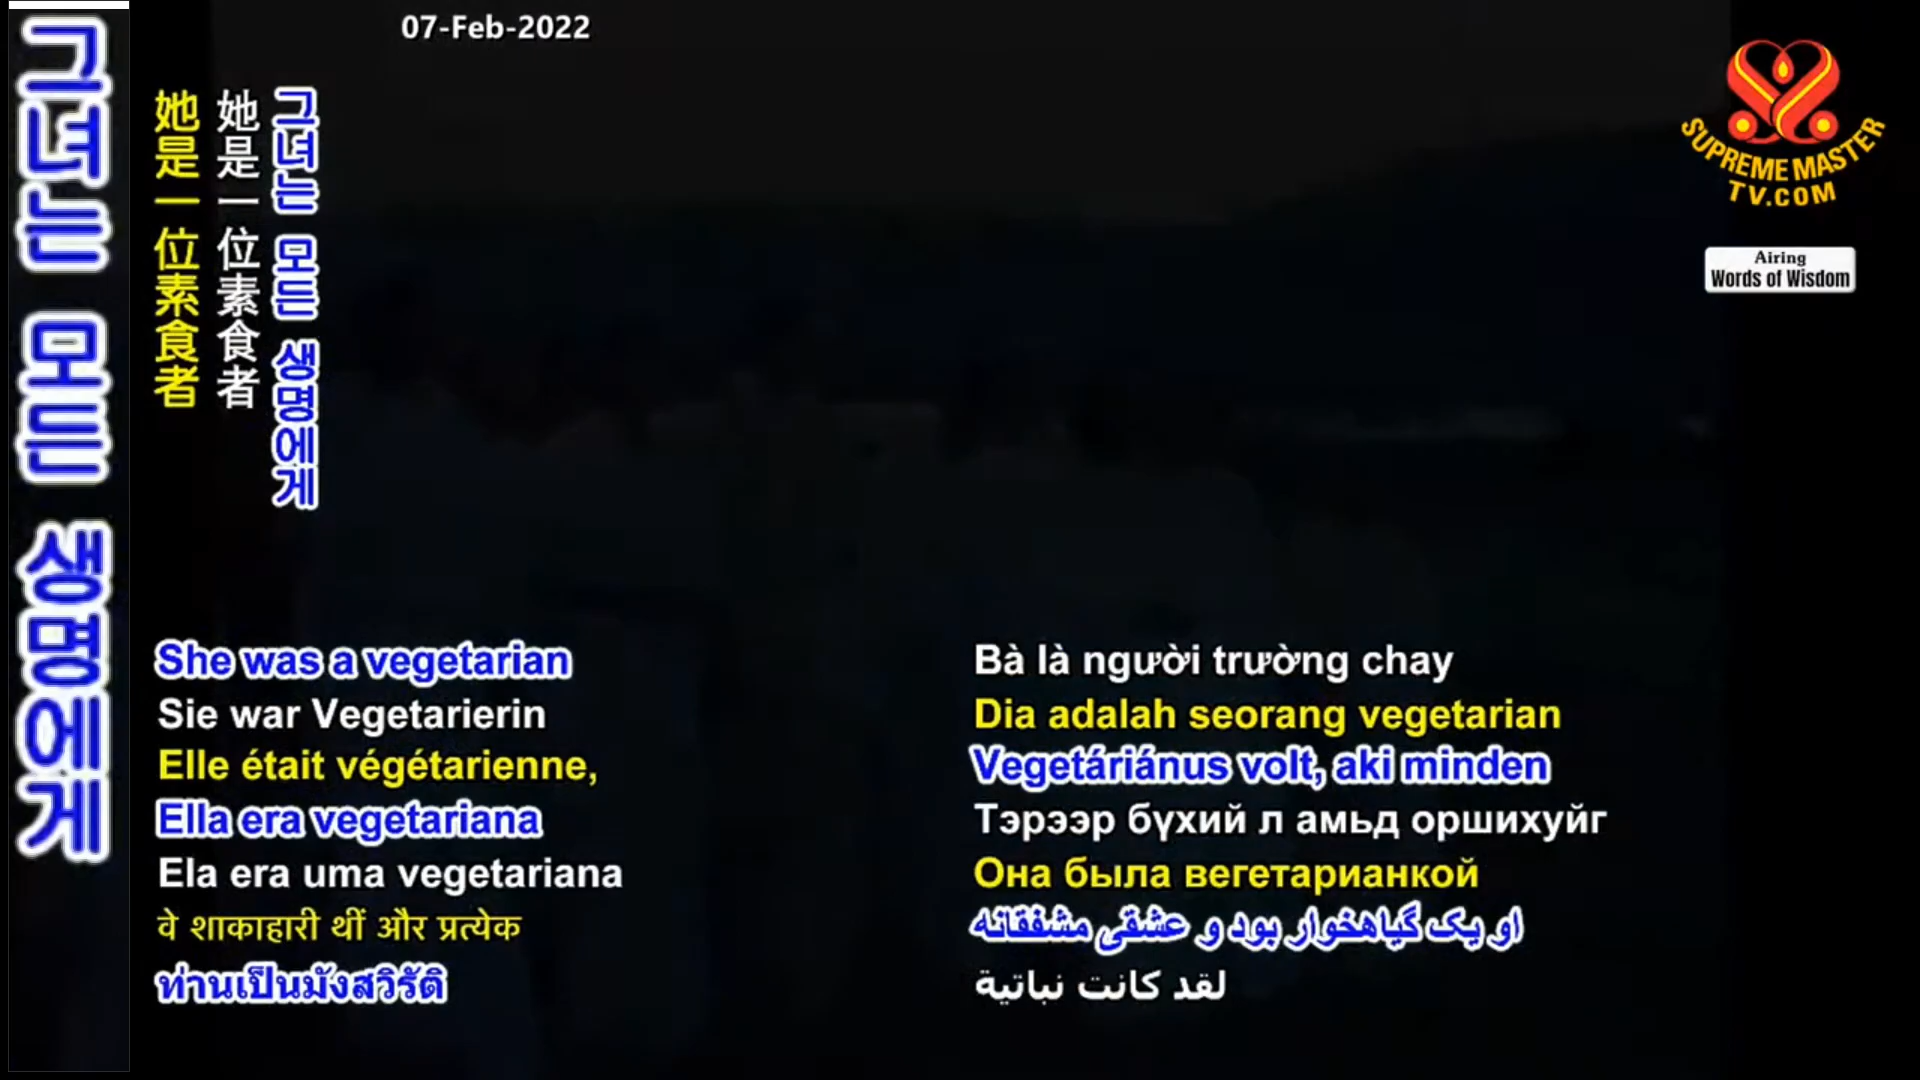 07-Feb-2022
그녀는 모든 생명에게
她是一位素食者
她是一位素食者
그녀는 모든 생명에게
SUPREME MASTER
TV.COM
Airing
Words of Wisdom
She was a vegetarian
Sie war Vegetarierin
Elle était végétarienne,
Ella era vegetariana
Ela era uma vegetariana
वे शाकाहारी थीं और प्रत्येक
ท่านเป็นมังสวิรัติ
Bà là người trường chay
Dia adalah seorang vegetarian
Vegetáriánus volt, aki minden
Тэрээр бүхий л амьд оршихуйг
Она была вегетарианкой
او یک گیاهخوار بود و عشقی مشفقانه
لقد كانت نباتية